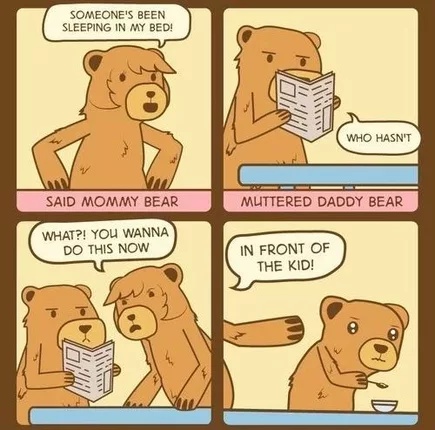 SOMEONE'S BEEN
SLEEPING IN MY BED!
SAID MOMMY BEAR
WHO HASN'T
MUTTERED DADDY BEAR
WHAT?! YOU WANNA
DO THIS NOW
IN FRONT OF
THE KID!